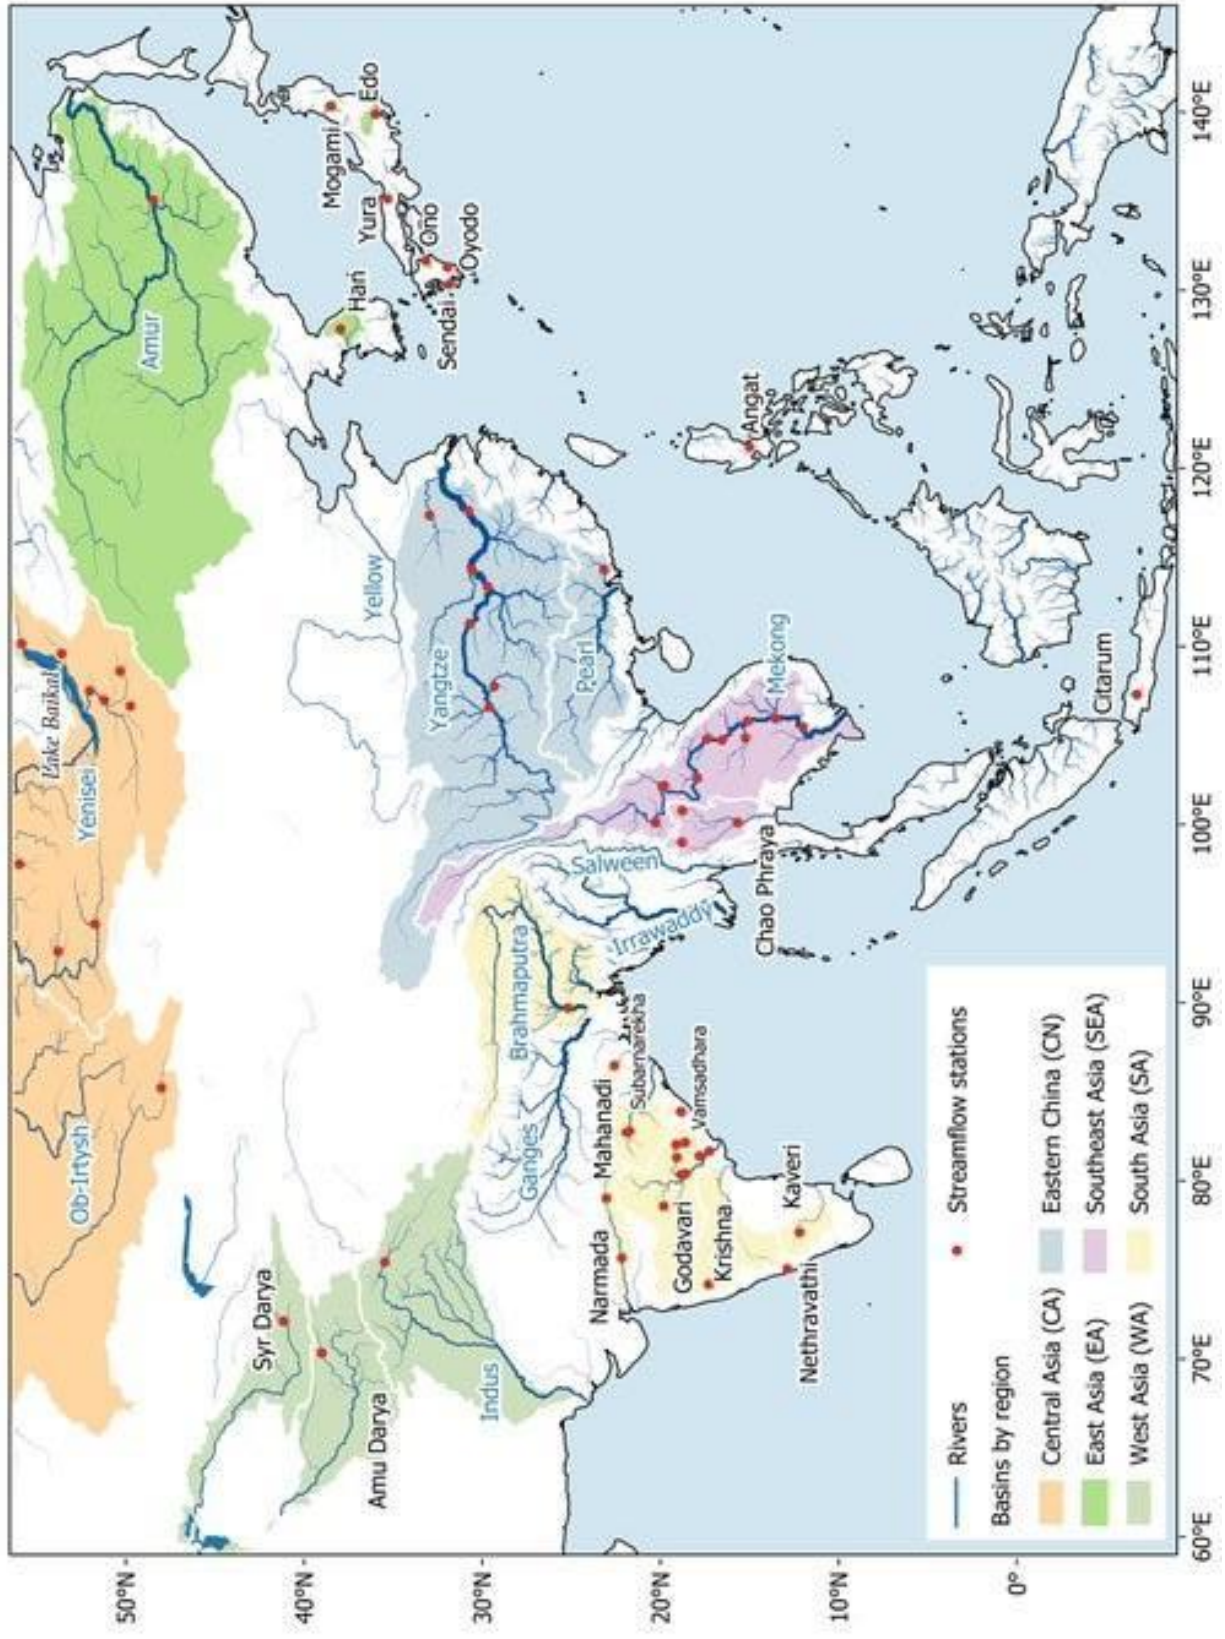 Ob-Irtysh
Yenisei
Lake Baikal
Amur
Syr Darya
Amu Darya
Indus
Ganges
Brahmaputra
Yangtze
Yellow
Pearl
Han
Mogami
Edo
Yura
Ono
Oyodo
Sendai
Narmada
Mahanadi
Subarnarekha
Vamsadhara
Godavari
Krishna
Kaveri
Nethravathi
Irrawaddy
Salween
Chao Phraya
Mekong
Angat
Citarum
50°N
40°N
30°N
20°N
10°N
0°
60°E
70°E
80°E
90°E
100°E
110°E
120°E
130°E
140°E
Rivers
Streamflow stations
Basins by region
Central Asia (CA)
Eastern China (CN)
East Asia (EA)
Southeast Asia (SEA)
West Asia (WA)
South Asia (SA)